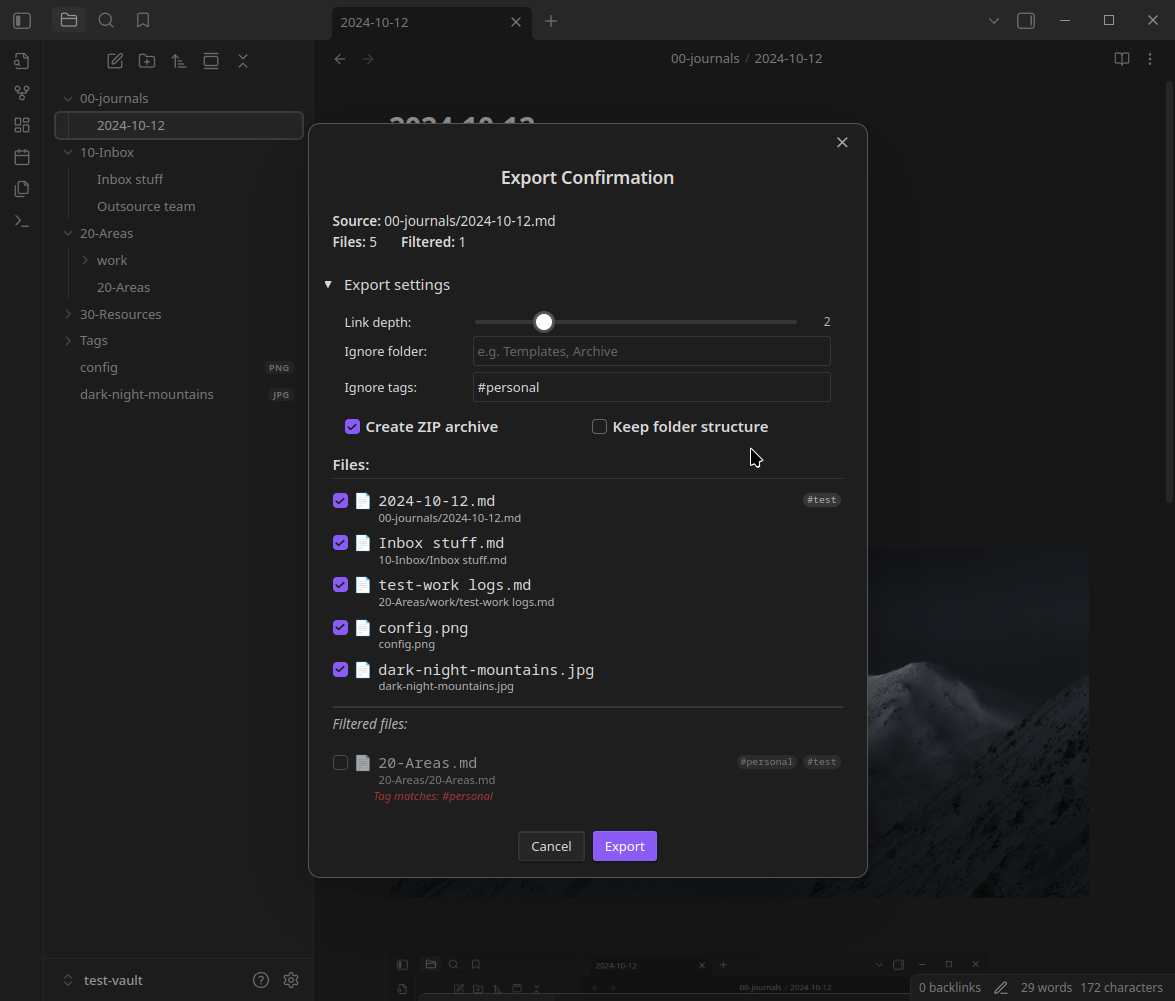 2024-10-12
00-journals / 2024-10-12
00-journals
2024-10-12
10-Inbox
Inbox stuff
Outsource team
20-Areas
work
20-Areas
30-Resources
Tags
config PNG
dark-night-mountains JPG
test-vault
2024-10-12
Export Confirmation
Source: 00-journals/2024-10-12.md
Files: 5 Filtered: 1
Export settings
Link depth: 2
Ignore folder: e.g. Templates, Archive
Ignore tags: #personal
Create ZIP archive Keep folder structure
Files:
2024-10-12.md #test
00-journals/2024-10-12.md
Inbox stuff.md
10-Inbox/Inbox stuff.md
test-work logs.md
20-Areas/work/test-work logs.md
config.png
config.png
dark-night-mountains.jpg
dark-night-mountains.jpg
Filtered files:
20-Areas.md #personal #test
20-Areas/20-Areas.md
Tag matches: #personal
Cancel Export
2024-10-12
00-journals / 2024-10-12
0 backlinks 29 words 172 characters